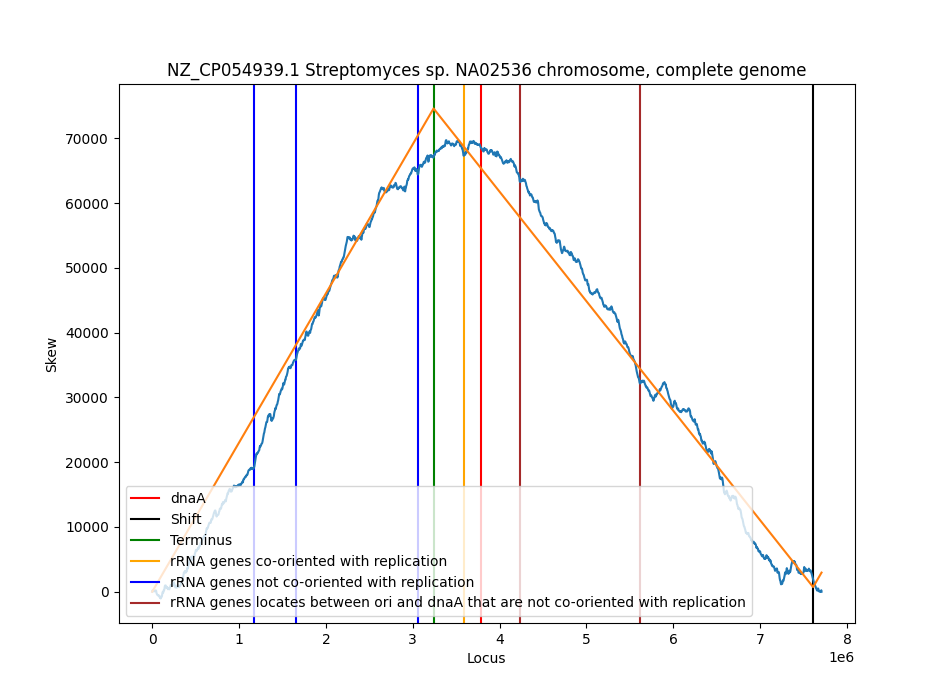 NZ_CP054939.1 Streptomyces sp. NA02536 chromosome, complete genome
Skew
70000
60000
50000
40000
30000
20000
10000
0
dnaA
Shift
Terminus
rRNA genes co-oriented with replication
rRNA genes not co-oriented with replication
rRNA genes locates between ori and dnaA that are not co-oriented with replication
0 1 2 3 4 5 6 7 8
1e6
Locus